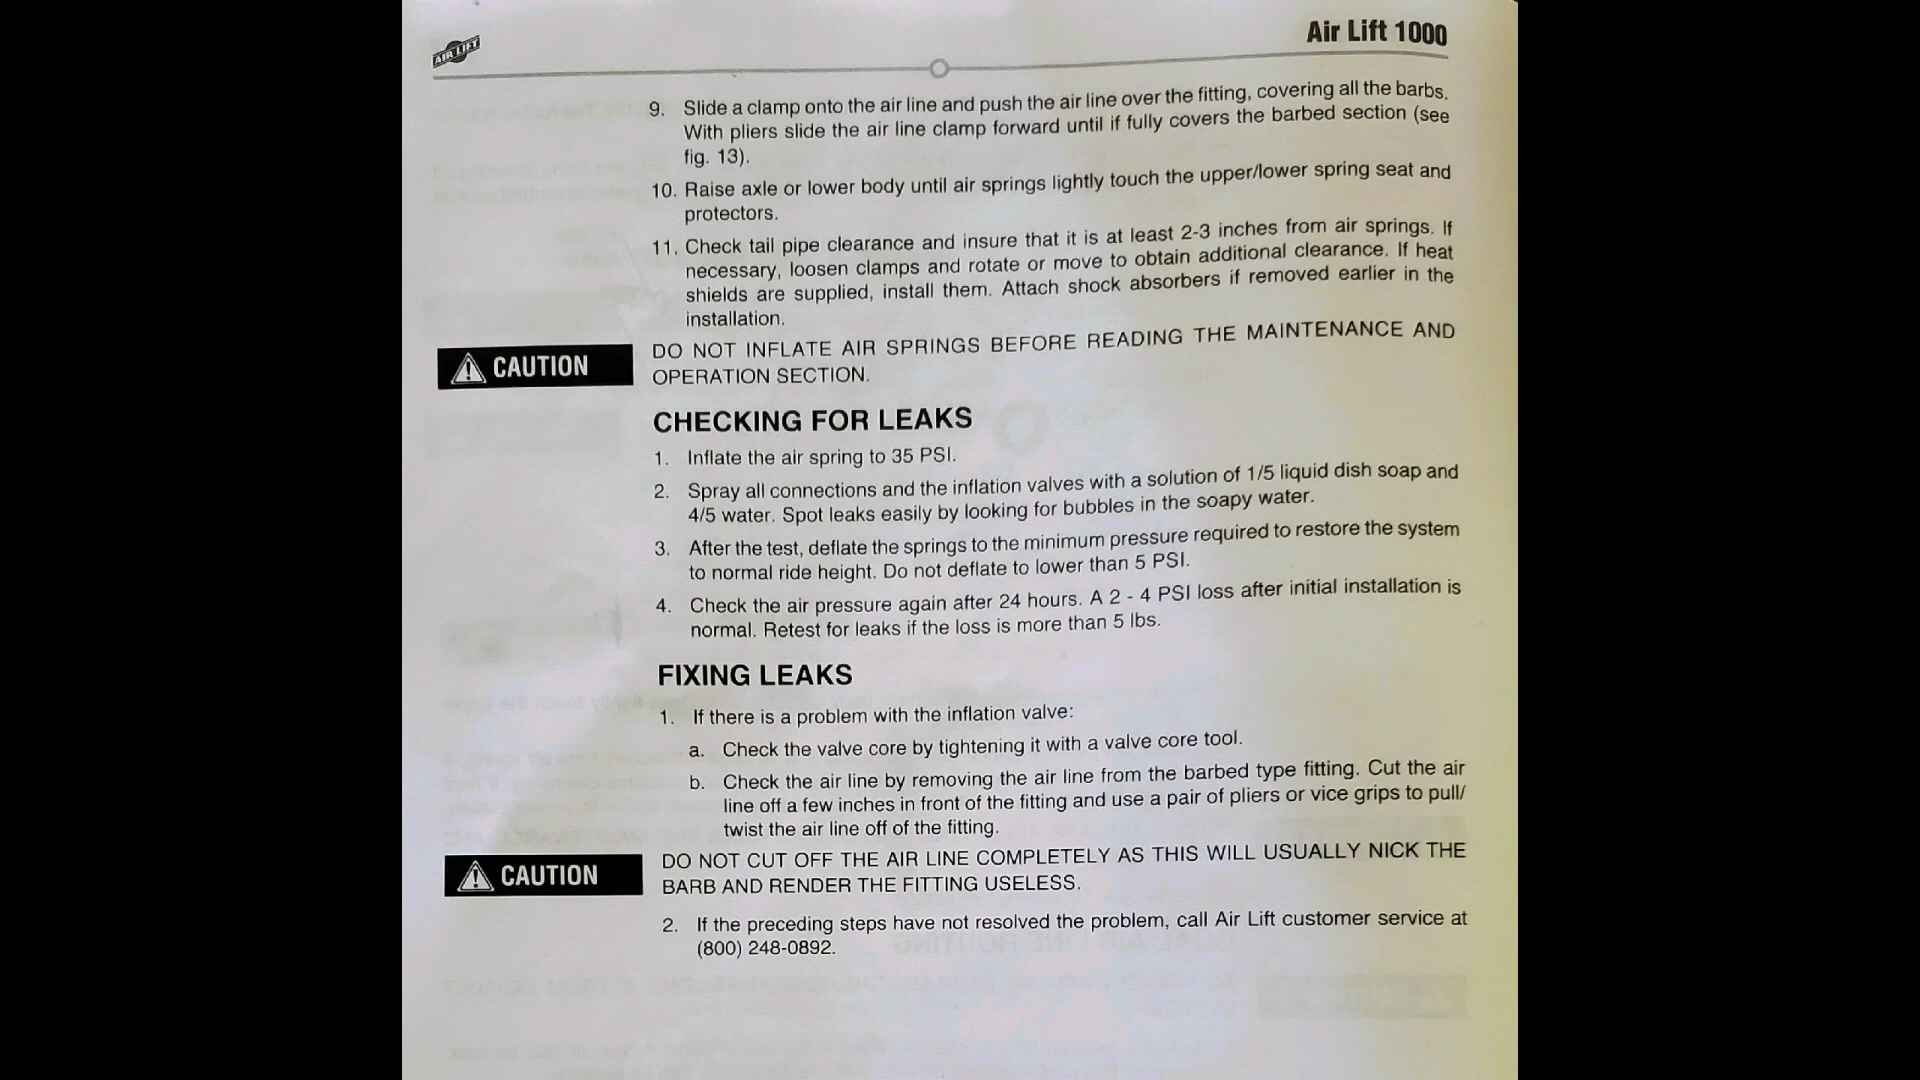 AIR LIFT
Air Lift 1000
9. Slide a clamp onto the air line and push the air line over the fitting, covering all the barbs.
With pliers slide the air line clamp forward until if fully covers the barbed section (see
fig. 13).
10. Raise axle or lower body until air springs lightly touch the upper/lower spring seat and
protectors.
11. Check tail pipe clearance and insure that it is at least 2-3 inches from air springs. If
necessary, loosen clamps and rotate or move to obtain additional clearance. If heat
shields are supplied, install them. Attach shock absorbers if removed earlier in the
installation.
CAUTION
DO NOT INFLATE AIR SPRINGS BEFORE READING THE MAINTENANCE AND
OPERATION SECTION.
CHECKING FOR LEAKS
1. Inflate the air spring to 35 PSI.
2. Spray all connections and the inflation valves with a solution of 1/5 liquid dish soap and
4/5 water. Spot leaks easily by looking for bubbles in the soapy water.
3. After the test, deflate the springs to the minimum pressure required to restore the system
to normal ride height. Do not deflate to lower than 5 PSI.
4. Check the air pressure again after 24 hours. A 2 - 4 PSI loss after initial installation is
normal. Retest for leaks if the loss is more than 5 lbs.
FIXING LEAKS
1. If there is a problem with the inflation valve:
a. Check the valve core by tightening it with a valve core tool.
b. Check the air line by removing the air line from the barbed type fitting. Cut the air
line off a few inches in front of the fitting and use a pair of pliers or vice grips to pull/
twist the air line off of the fitting.
CAUTION
DO NOT CUT OFF THE AIR LINE COMPLETELY AS THIS WILL USUALLY NICK THE
BARB AND RENDER THE FITTING USELESS.
2. If the preceding steps have not resolved the problem, call Air Lift customer service at
(800) 248-0892.